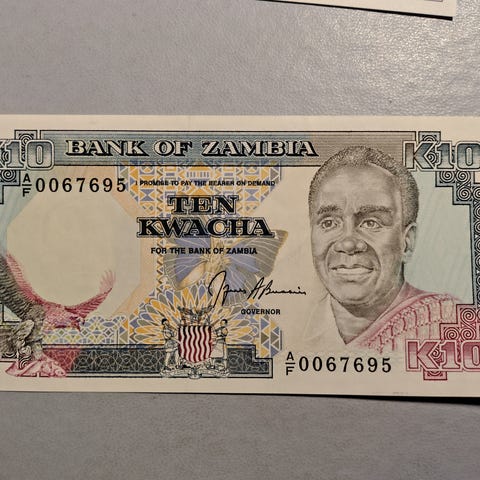 K10 BANK OF ZAMBIA K10
A/F 0067695
I PROMISE TO PAY THE BEARER ON DEMAND
TEN
KWACHA
FOR THE BANK OF ZAMBIA
GOVERNOR
A/F 0067695
K10